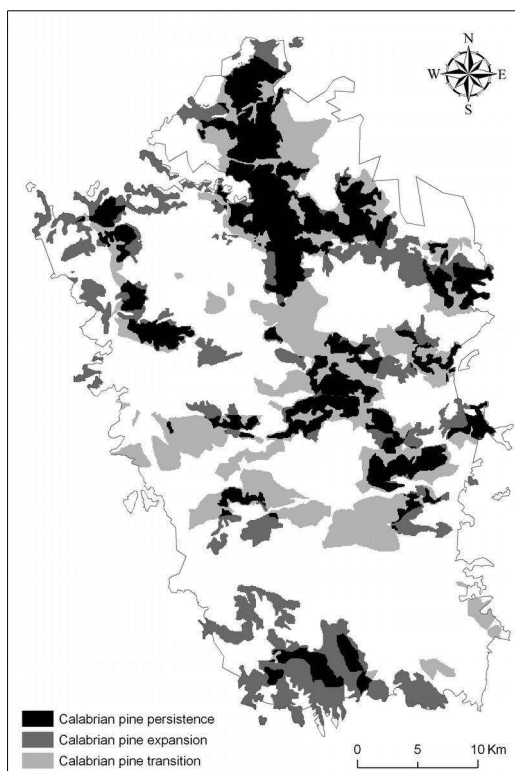 N
W E
S
Calabrian pine persistence
Calabrian pine expansion
Calabrian pine transition
0 5 10 Km